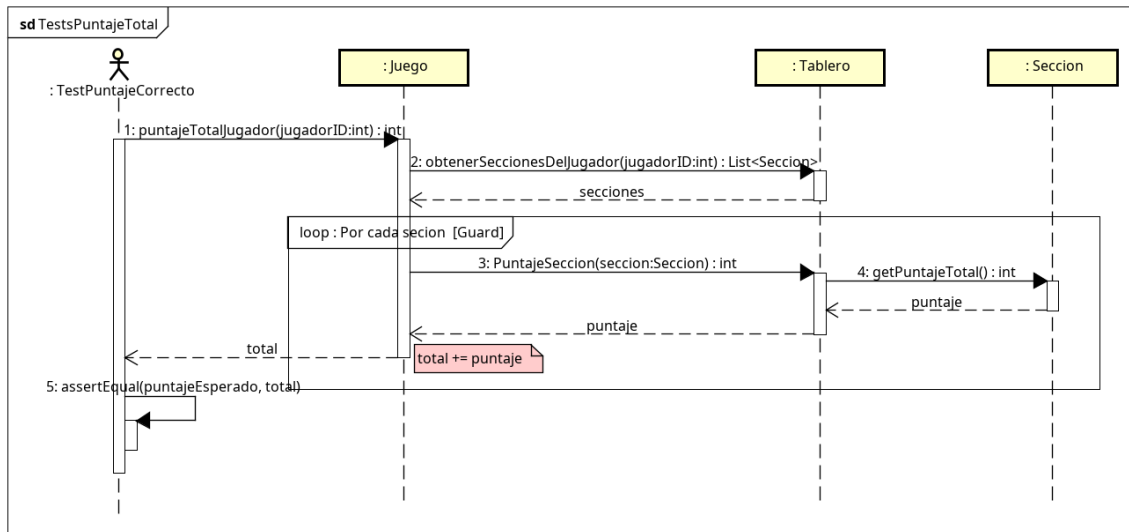 sd TestsPuntajeTotal
: TestPuntajeCorrecto
: Juego
: Tablero
: Seccion
1: puntajeTotalJugador(jugadorID:int) : int
2: obtenerSeccionesDelJugador(jugadorID:int) : List<Seccion>
secciones
loop : Por cada secion [Guard]
3: PuntajeSeccion(seccion:Seccion) : int
4: getPuntajeTotal() : int
puntaje
puntaje
total
total += puntaje
5: assertEqual(puntajeEsperado, total)